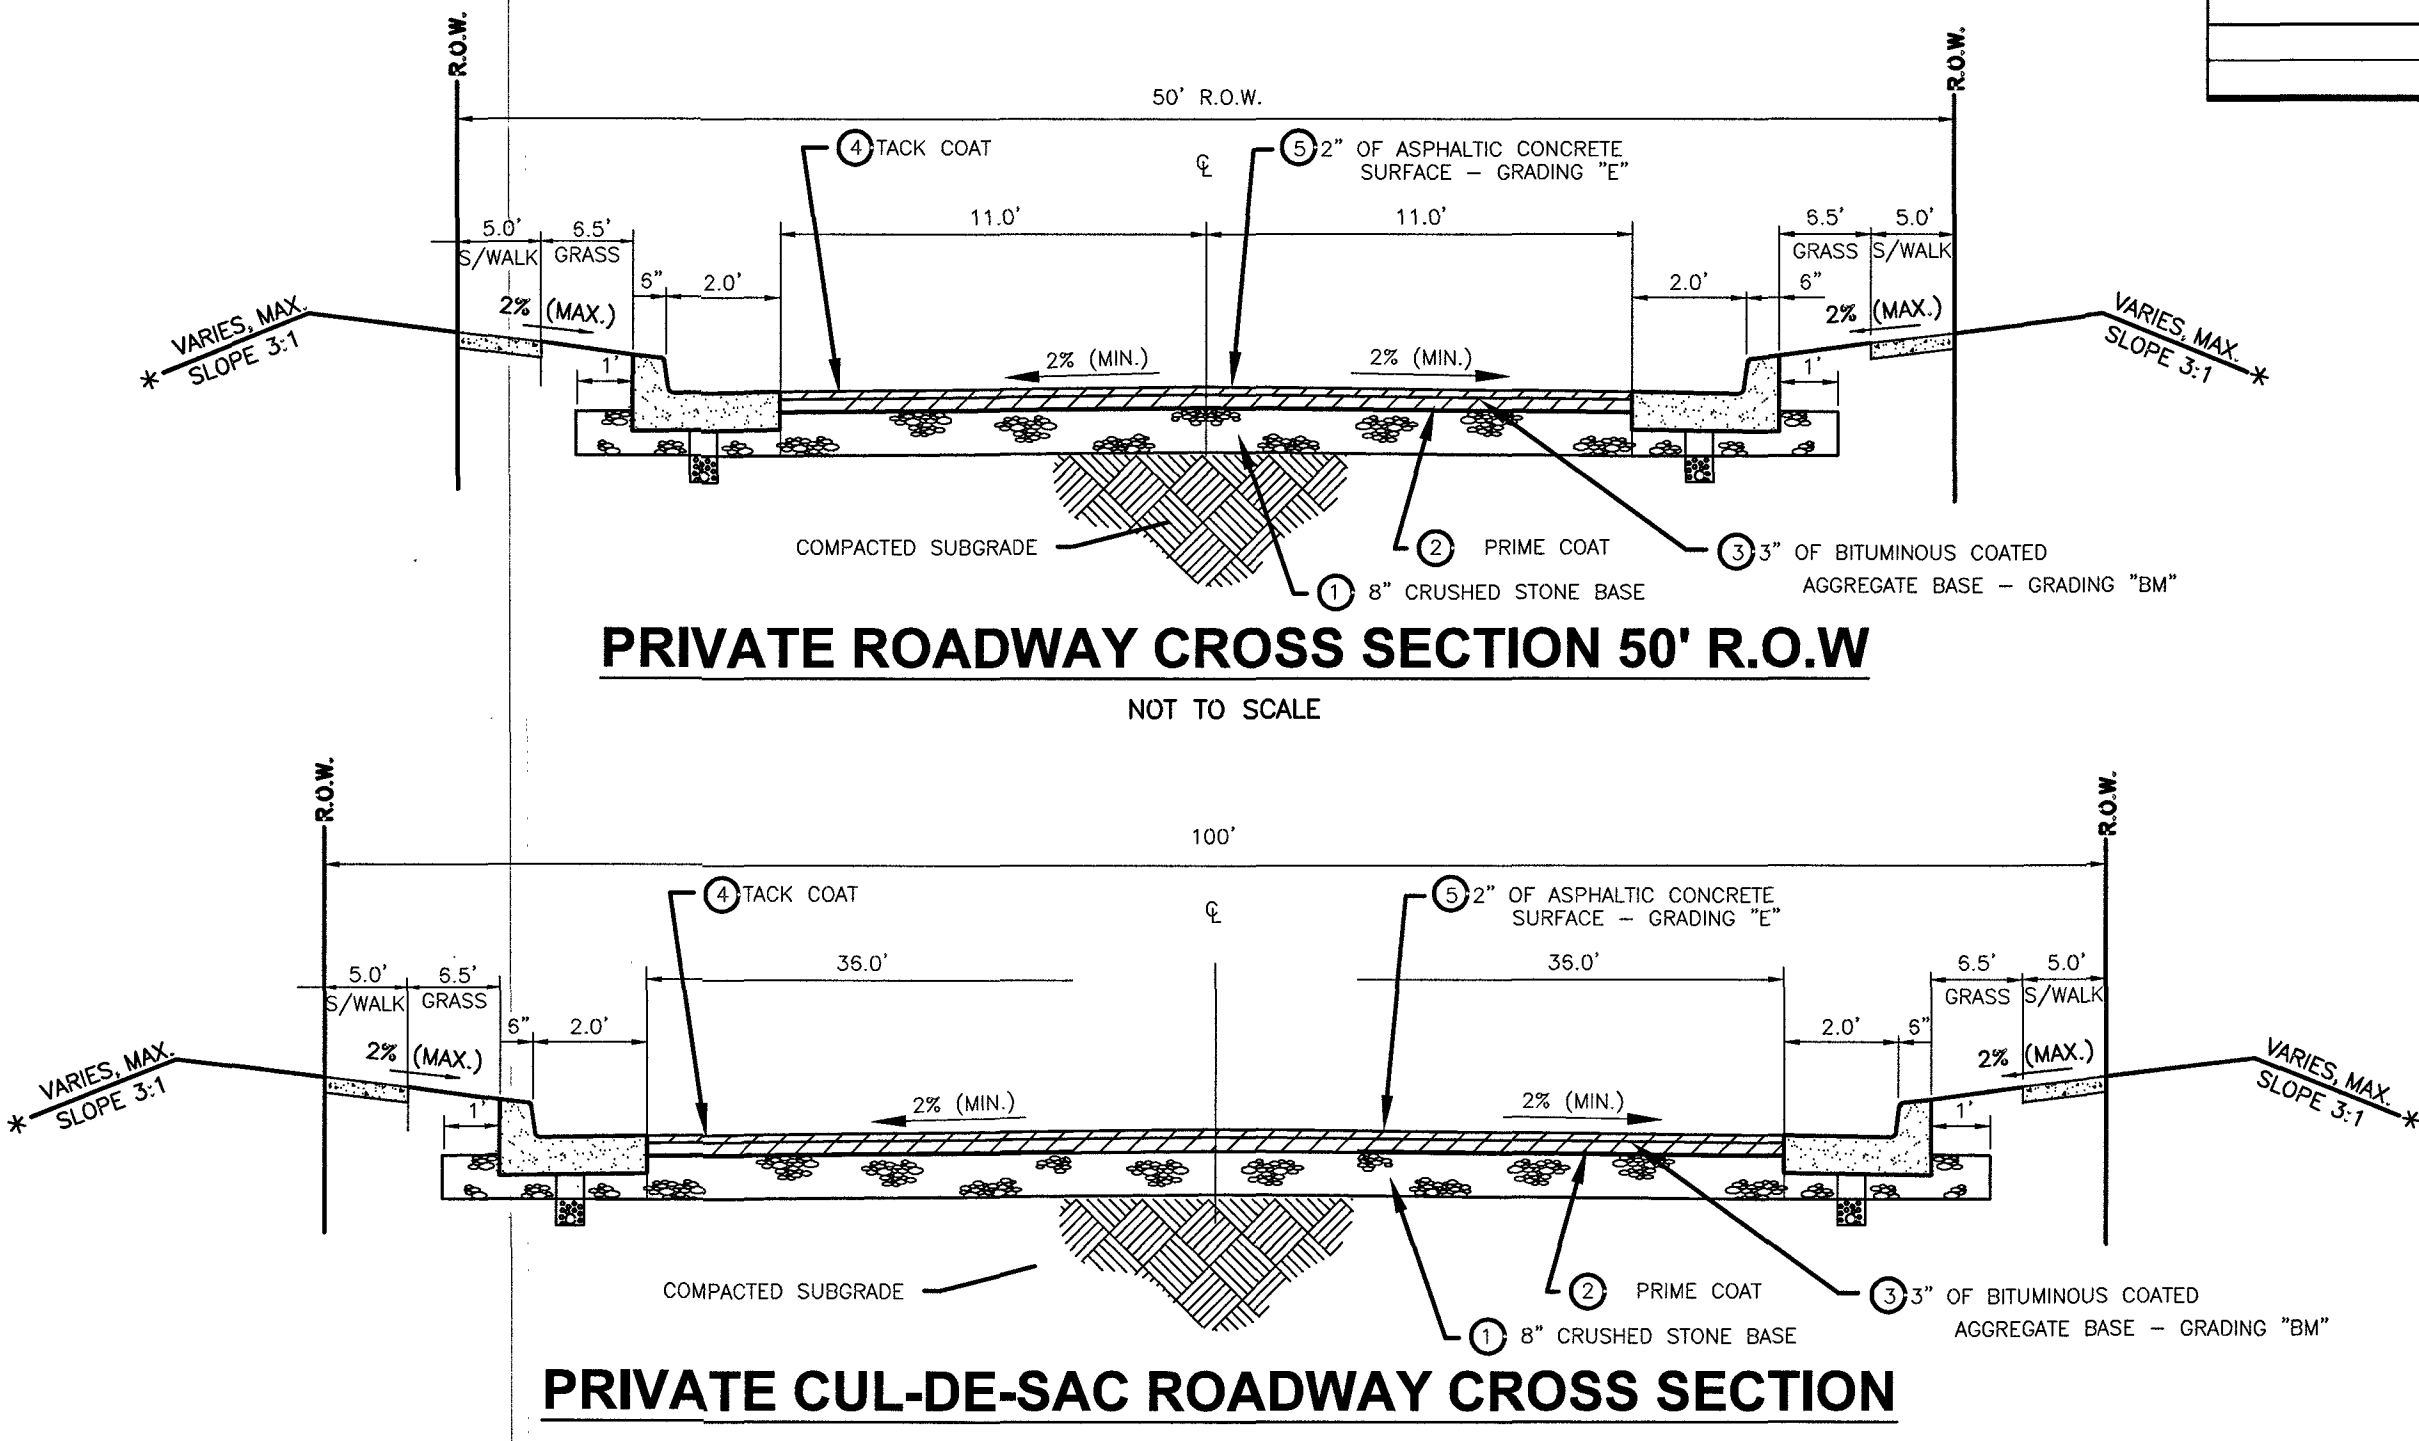 R.O.W.
R.O.W.
50' R.O.W.
4 TACK COAT
℄
5 2" OF ASPHALTIC CONCRETE
SURFACE – GRADING "E"
5.0'
6.5'
11.0'
11.0'
6.5'
5.0'
S/WALK
GRASS
GRASS
S/WALK
6"
2.0'
2.0'
6"
2% (MAX.)
2% (MAX.)
VARIES, MAX.
* SLOPE 3:1
VARIES, MAX.
SLOPE 3:1 *
1'
2% (MIN.)
2% (MIN.)
1'
COMPACTED SUBGRADE
2 PRIME COAT
3 3" OF BITUMINOUS COATED
AGGREGATE BASE – GRADING "BM"
1 8" CRUSHED STONE BASE
PRIVATE ROADWAY CROSS SECTION 50' R.O.W
NOT TO SCALE
R.O.W.
R.O.W.
100'
4 TACK COAT
℄
5 2" OF ASPHALTIC CONCRETE
SURFACE – GRADING "E"
5.0'
6.5'
36.0'
36.0'
6.5'
5.0'
S/WALK
GRASS
GRASS
S/WALK
6"
2.0'
2.0'
6"
2% (MAX.)
2% (MAX.)
VARIES, MAX.
* SLOPE 3:1
VARIES, MAX.
SLOPE 3:1 *
1'
2% (MIN.)
2% (MIN.)
1'
COMPACTED SUBGRADE
2 PRIME COAT
3 3" OF BITUMINOUS COATED
AGGREGATE BASE – GRADING "BM"
1 8" CRUSHED STONE BASE
PRIVATE CUL-DE-SAC ROADWAY CROSS SECTION